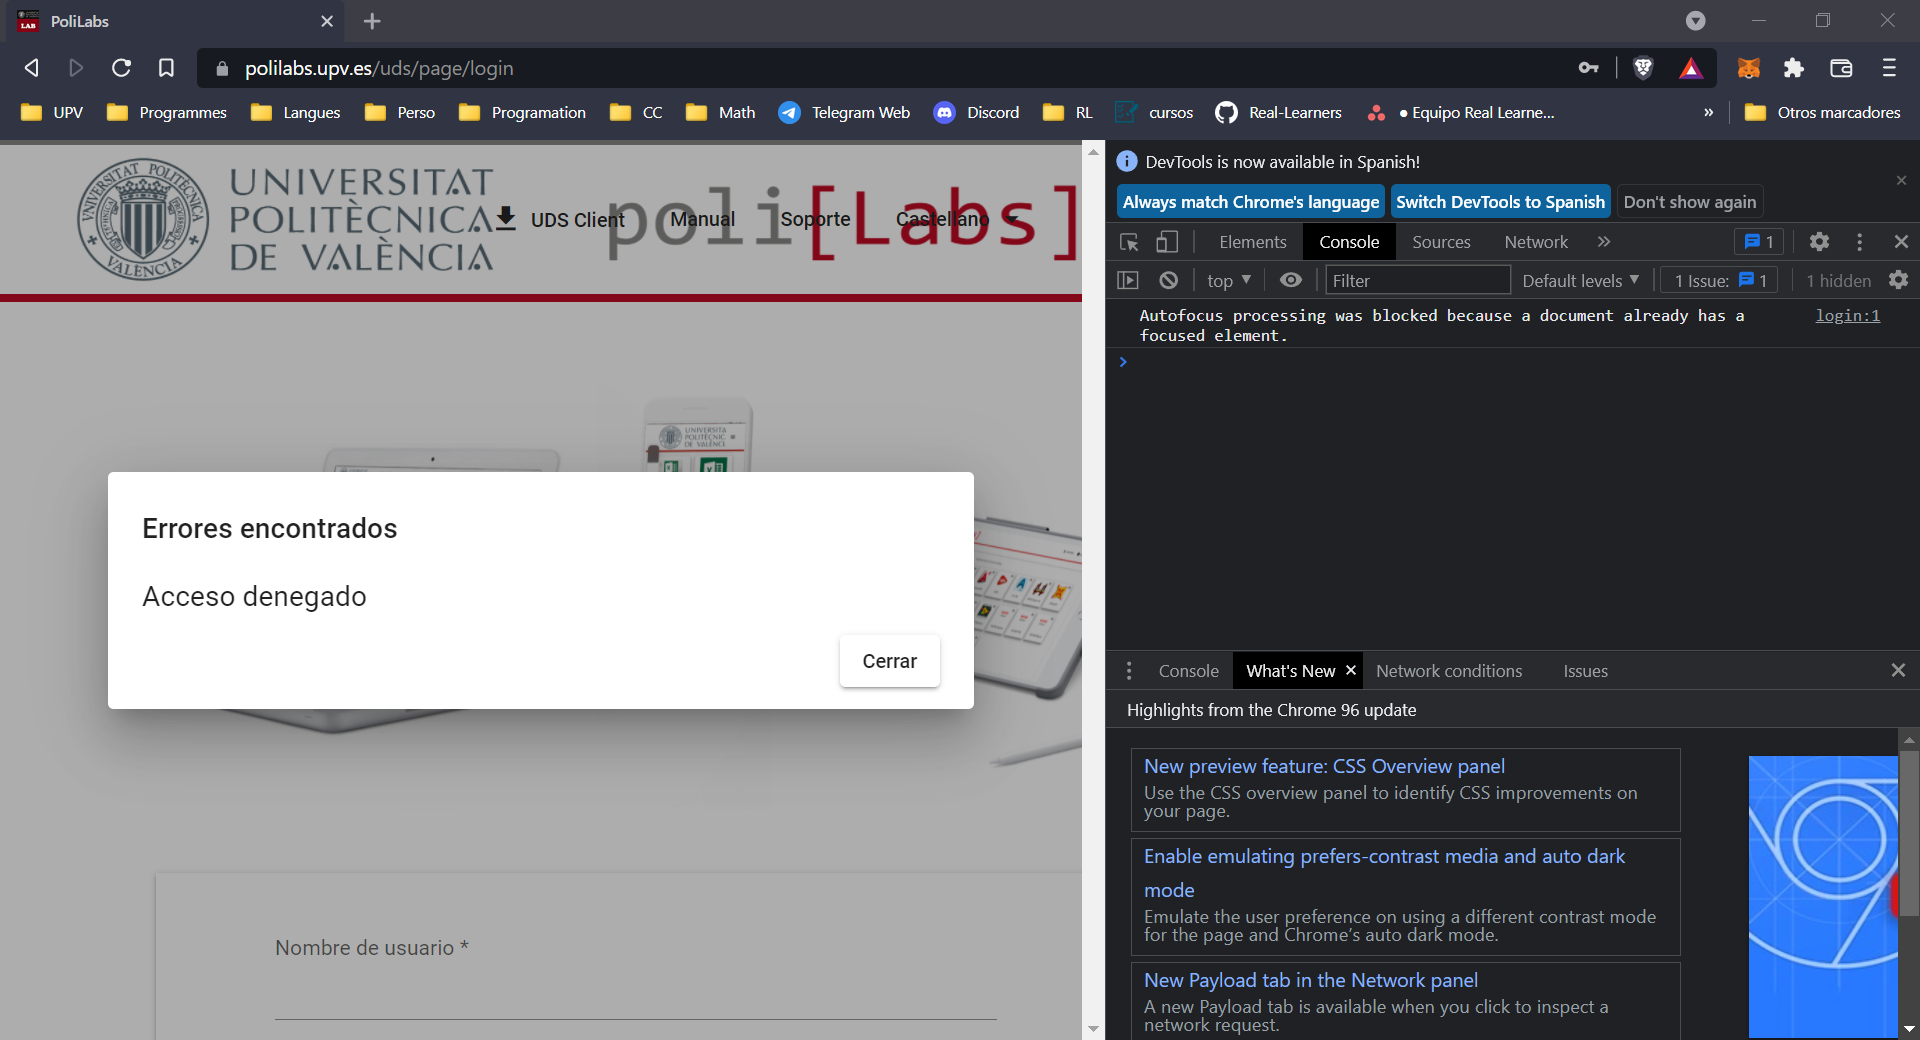 PoliLabs
polilabs.upv.es/uds/page/login
UPV
Programmes
Langues
Perso
Programation
CC
Math
Telegram Web
Discord
RL
cursos
Real-Learners
● Equipo Real Learne...
»
Otros marcadores
UNIVERSITAT
POLITÈCNICA
DE VALÈNCIA
UNIVERSITAT POLITÈCNICA
DE VALÈNCIA
poli[Labs]
UDS Client
Manual
Soporte
Castellano
Errores encontrados
Acceso denegado
Cerrar
Nombre de usuario *
DevTools is now available in Spanish!
Always match Chrome's language
Switch DevTools to Spanish
Don't show again
Elements
Console
Sources
Network
»
1
top
Filter
Default levels
1 Issue: 1
1 hidden
Autofocus processing was blocked because a document already has a
focused element.
login:1
Console
What's New
Network conditions
Issues
Highlights from the Chrome 96 update
New preview feature: CSS Overview panel
Use the CSS overview panel to identify CSS improvements on
your page.
Enable emulating prefers-contrast media and auto dark
mode
Emulate the user preference on using a different contrast mode
for the page and Chrome's auto dark mode.
New Payload tab in the Network panel
A new Payload tab is available when you click to inspect a
network request.